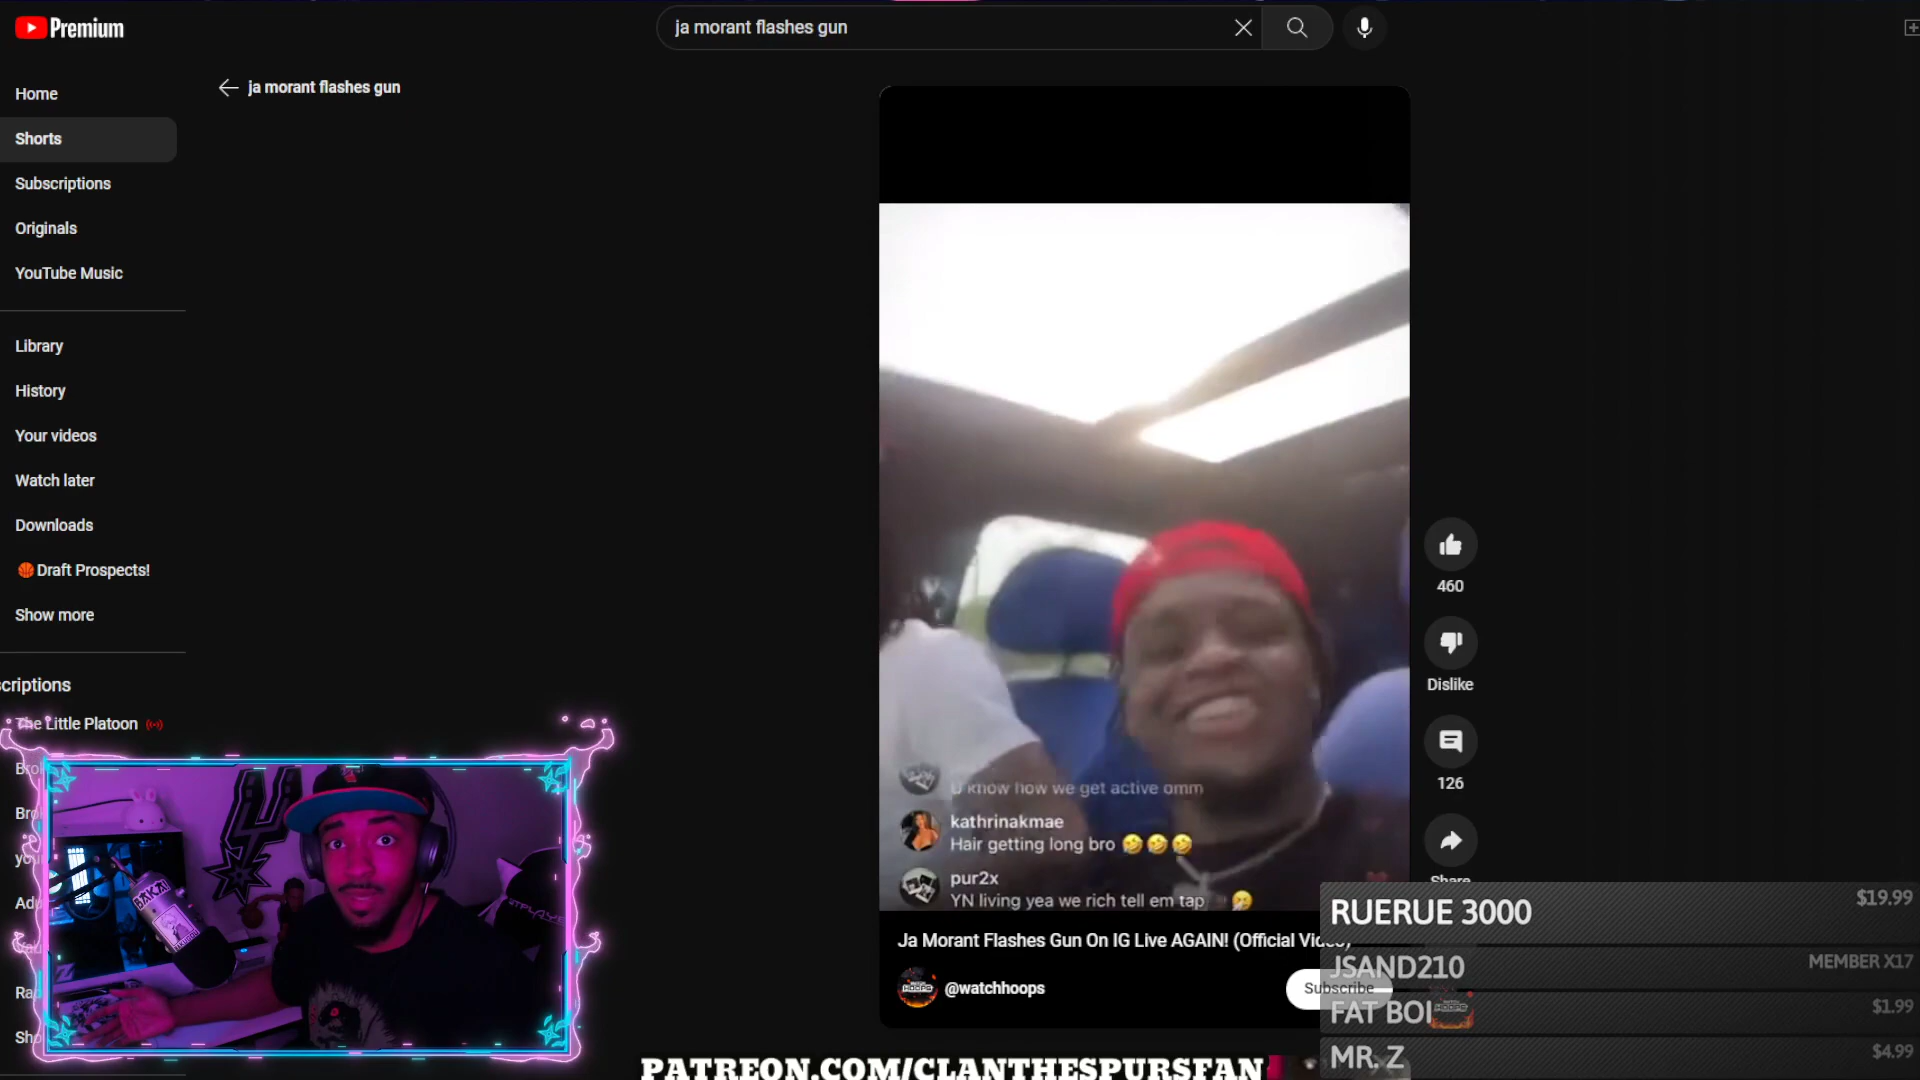 Premium
ja morant flashes gun
ja morant flashes gun
Home
Shorts
Subscriptions
Originals
YouTube Music
Library
History
Your videos
Watch later
Downloads
Draft Prospects!
Show more
criptions
The Little Platoon
460
Dislike
126
Share
U know how we get active omm
kathrinakmae
Hair getting long bro 🤣🤣🤣
pur2x
YN living yea we rich tell em tap
Ja Morant Flashes Gun On IG Live AGAIN! (Official Video)
@watchhoops
Subscribe
RUERUE 3000 $19.99
JSAND210 MEMBER X17
FAT BOI $1.99
MR. Z $4.99
PATREON.COM/CLANTHESPURSFAN